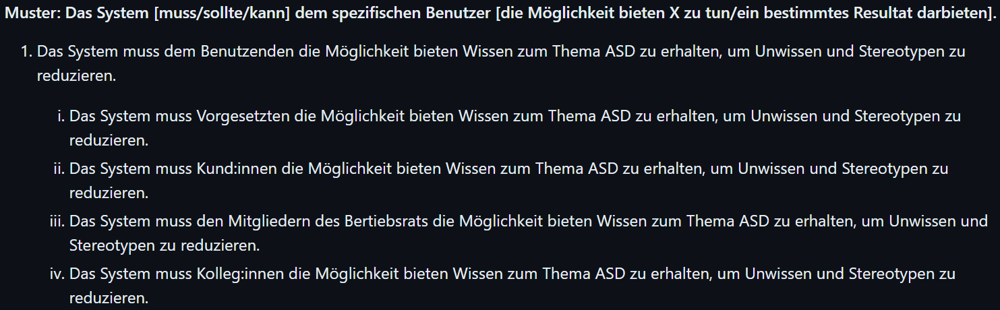 Muster: Das System [muss/sollte/kann] dem spezifischen Benutzer [die Möglichkeit bieten X zu tun/ein bestimmtes Resultat darbieten].
1. Das System muss dem Benutzenden die Möglichkeit bieten Wissen zum Thema ASD zu erhalten, um Unwissen und Stereotypen zu
reduzieren.
i. Das System muss Vorgesetzten die Möglichkeit bieten Wissen zum Thema ASD zu erhalten, um Unwissen und Stereotypen zu
reduzieren.
ii. Das System muss Kund:innen die Möglichkeit bieten Wissen zum Thema ASD zu erhalten, um Unwissen und Stereotypen zu
reduzieren.
iii. Das System muss den Mitgliedern des Bertiebsrats die Möglichkeit bieten Wissen zum Thema ASD zu erhalten, um Unwissen und
Stereotypen zu reduzieren.
iv. Das System muss Kolleg:innen die Möglichkeit bieten Wissen zum Thema ASD zu erhalten, um Unwissen und Stereotypen zu
reduzieren.